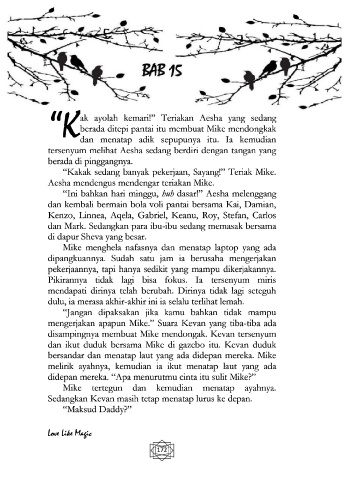 BAB 15
"Kak ayolah kemari!" Teriakan Aesha yang sedang
berada ditepi pantai itu membuat Mike mendongkak
dan menatap adik sepupunya itu. Ia kemudian
tersenyum melihat Aesha sedang berdiri dengan tangan yang
berada di pinggangnya.
"Kakak sedang banyak pekerjaan, Sayang!" Teriak Mike.
Aesha mendengus mendengar teriakan Mike.
"Ini bahkan hari minggu, huh dasar!" Aesha melenggang
dan kembali bermain bola voli pantai bersama Kai, Damian,
Kenzo, Linnea, Aqela, Gabriel, Keanu, Roy, Stefan, Carlos
dan Mark. Sedangkan para ibu-ibu sedang memasak bersama
di dapur Sheva yang besar.
Mike menghela nafasnya dan menatap laptop yang ada
dipangkuannya. Sudah satu jam ia berusaha mengerjakan
pekerjaannya, tapi hanya sedikit yang mampu dikerjakannya.
Pikirannya tidak lagi bisa fokus. Ia tersenyum miris
mendapati dirinya telah berubah. Dirinya tidak lagi seteguh
dulu, ia merasa akhir-akhir ini ia selalu terlihat lemah.
"Jangan dipaksakan jika kamu bahkan tidak mampu
mengerjakan apapun Mike." Suara Kevan yang tiba-tiba ada
disampingnya membuat Mike mendongak. Kevan tersenyum
dan ikut duduk bersama Mike di gazebo itu. Kevan duduk
bersandar dan menatap laut yang ada didepan mereka. Mike
melirik ayahnya, kemudian ia ikut menatap laut yang ada
didepan mereka. "Apa menurutmu cinta itu sulit Mike?"
Mike tertegun dan kemudian menatap ayahnya.
Sedangkan Kevan masih tetap menatap lurus ke depan.
"Maksud Daddy?"
Love Like Magic
172